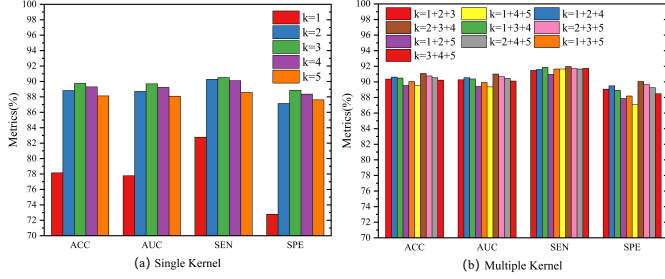 100
98
96
94
92
90
88
86
84
82
80
78
76
74
72
70
Metrics(%)
k=1
k=2
k=3
k=4
k=5
ACC AUC SEN SPE
(a) Single Kernel
100
98
96
94
92
90
88
86
84
82
80
78
76
74
72
70
Metrics(%)
k=1+2+3 k=1+4+5 k=1+2+4
k=2+3+4 k=1+3+4 k=2+3+5
k=1+2+5 k=2+4+5 k=1+3+5
k=3+4+5
ACC AUC SEN SPE
(b) Multiple Kernel